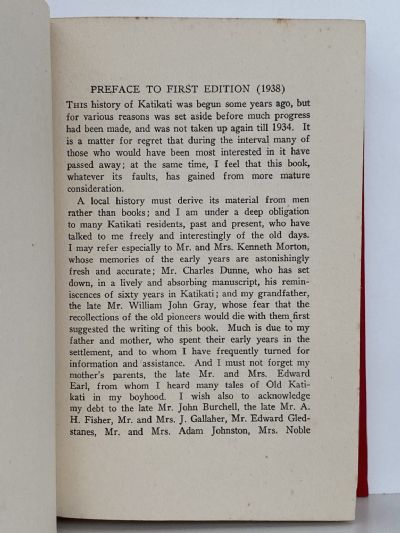 PREFACE TO FIRST EDITION (1938)
THIS history of Katikati was begun some years ago, but
for various reasons was set aside before much progress
had been made, and was not taken up again till 1934. It
is a matter for regret that during the interval many of
those who would have been most interested in it have
passed away; at the same time, I feel that this book,
whatever its faults, has gained from more mature
consideration.
A local history must derive its material from men
rather than books; and I am under a deep obligation
to many Katikati residents, past and present, who have
talked to me freely and interestingly of the old days.
I may refer especially to Mr. and Mrs. Kenneth Morton,
whose memories of the early years are astonishingly
fresh and accurate; Mr. Charles Dunne, who has set
down, in a lively and absorbing manuscript, his remi-
niscences of sixty years in Katikati; and my grandfather,
the late Mr. William John Gray, whose fear that the
recollections of the old pioneers would die with them first
suggested the writing of this book. Much is due to my
father and mother, who spent their early years in the
settlement, and to whom I have frequently turned for
information and assistance. And I must not forget my
mother's parents, the late Mr. and Mrs. Edward
Earl, from whom I heard many tales of Old Kati-
kati in my boyhood. I wish also to acknowledge
my debt to the late Mr. John Burchell, the late Mr. A.
H. Fisher, Mr. and Mrs. J. Gallaher, Mr. Edward Gled-
stanes, Mr. and Mrs. Adam Johnston, Mrs. Noble